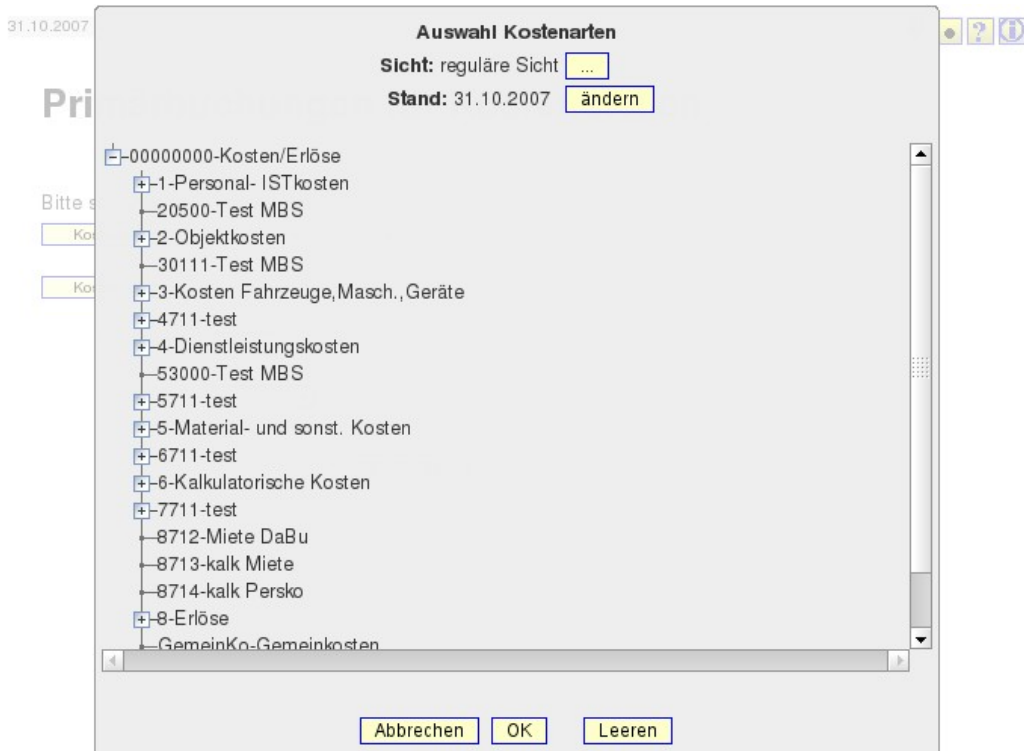 31.10.2007
Auswahl Kostenarten
Sicht: reguläre Sicht ...
Stand: 31.10.2007 ändern
Pri
00000000-Kosten/Erlöse
1-Personal- ISTkosten
Bitte s
20500-Test MBS
Ko
2-Objektkosten
30111-Test MBS
Ko
3-Kosten Fahrzeuge,Masch.,Geräte
4711-test
4-Dienstleistungskosten
53000-Test MBS
5711-test
5-Material- und sonst. Kosten
6711-test
6-Kalkulatorische Kosten
7711-test
8712-Miete DaBu
8713-kalk Miete
8714-kalk Persko
8-Erlöse
GemeinKo-Gemeinkosten
Abbrechen OK Leeren